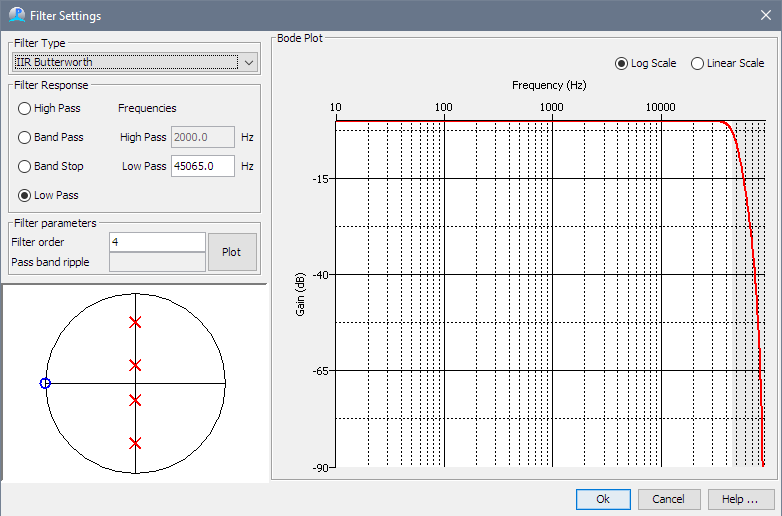 Filter Settings
Filter Type
IIR Butterworth
Filter Response
High Pass
Frequencies
Band Pass
High Pass 2000.0 Hz
Band Stop
Low Pass 45065.0 Hz
Low Pass
Filter parameters
Filter order 4
Pass band ripple
Plot
Bode Plot
Log Scale Linear Scale
Frequency (Hz)
10 100 1000 10000
-15
-40
-65
-90
Gain (dB)
Ok Cancel Help ...